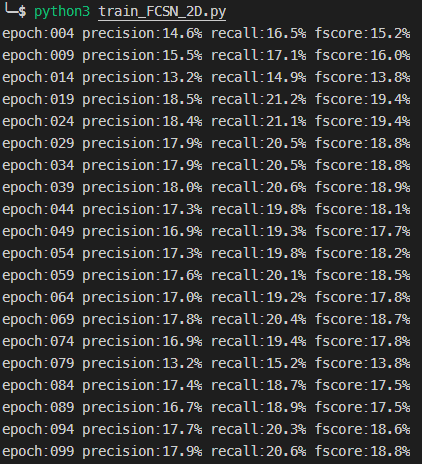 ╰─$ python3 train_FCSN_2D.py
epoch:004 precision:14.6% recall:16.5% fscore:15.2%
epoch:009 precision:15.5% recall:17.1% fscore:16.0%
epoch:014 precision:13.2% recall:14.9% fscore:13.8%
epoch:019 precision:18.5% recall:21.2% fscore:19.4%
epoch:024 precision:18.4% recall:21.1% fscore:19.4%
epoch:029 precision:17.9% recall:20.5% fscore:18.8%
epoch:034 precision:17.9% recall:20.5% fscore:18.8%
epoch:039 precision:18.0% recall:20.6% fscore:18.9%
epoch:044 precision:17.3% recall:19.8% fscore:18.1%
epoch:049 precision:16.9% recall:19.3% fscore:17.7%
epoch:054 precision:17.3% recall:19.8% fscore:18.2%
epoch:059 precision:17.6% recall:20.1% fscore:18.5%
epoch:064 precision:17.0% recall:19.2% fscore:17.8%
epoch:069 precision:17.8% recall:20.4% fscore:18.7%
epoch:074 precision:16.9% recall:19.4% fscore:17.8%
epoch:079 precision:13.2% recall:15.2% fscore:13.8%
epoch:084 precision:17.4% recall:18.7% fscore:17.5%
epoch:089 precision:16.7% recall:18.9% fscore:17.5%
epoch:094 precision:17.7% recall:20.3% fscore:18.6%
epoch:099 precision:17.9% recall:20.6% fscore:18.8%